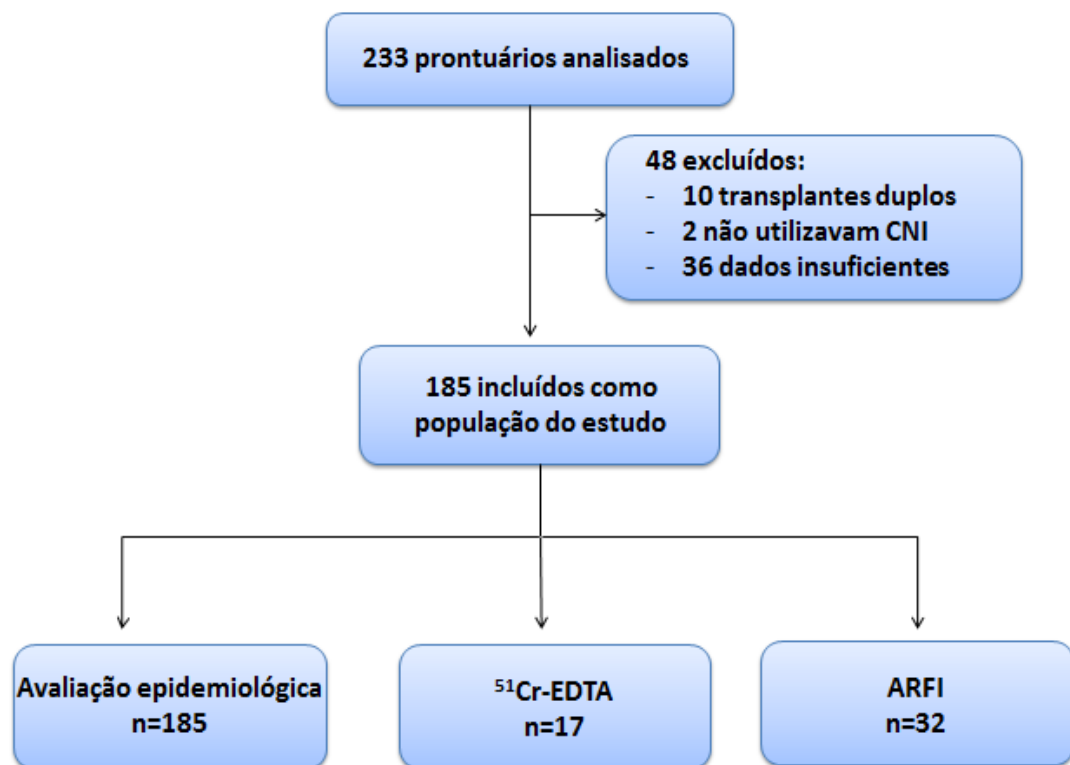 233 prontuários analisados
48 excluídos:
- 10 transplantes duplos
- 2 não utilizavam CNI
- 36 dados insuficientes
185 incluídos como
população do estudo
Avaliação epidemiológica
n=185
⁵¹Cr-EDTA
n=17
ARFI
n=32